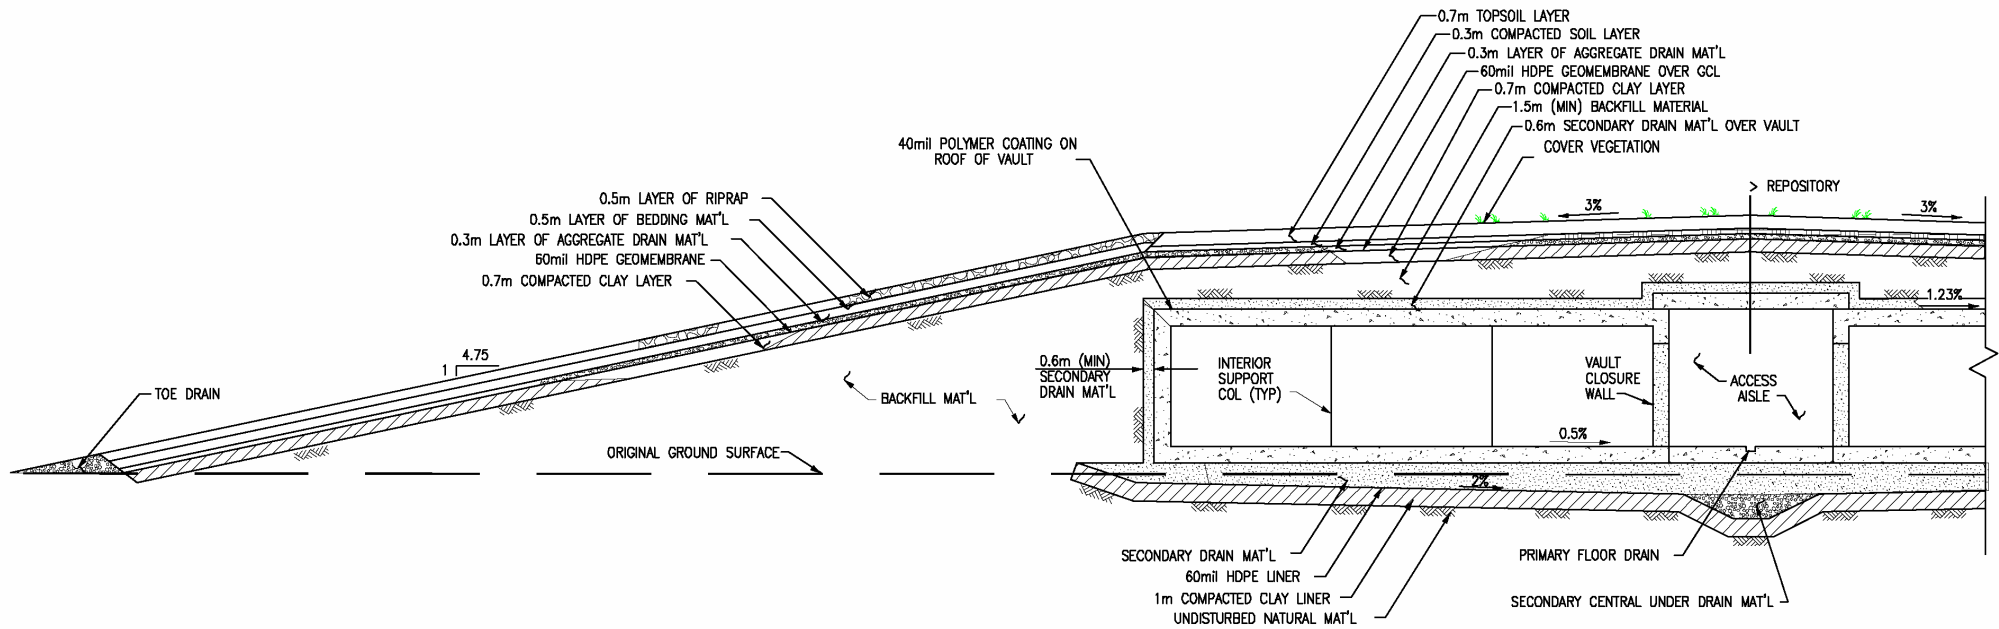 0.7m TOPSOIL LAYER
0.3m COMPACTED SOIL LAYER
0.3m LAYER OF AGGREGATE DRAIN MAT'L
60mil HDPE GEOMEMBRANE OVER GCL
0.7m COMPACTED CLAY LAYER
1.5m (MIN) BACKFILL MATERIAL
0.6m SECONDARY DRAIN MAT'L OVER VAULT
COVER VEGETATION
40mil POLYMER COATING ON
ROOF OF VAULT
REPOSITORY
3%
3%
0.5m LAYER OF RIPRAP
0.5m LAYER OF BEDDING MAT'L
0.3m LAYER OF AGGREGATE DRAIN MAT'L
60mil HDPE GEOMEMBRANE
0.7m COMPACTED CLAY LAYER
1.23%
4.75
1
TOE DRAIN
BACKFILL MAT'L
0.6m (MIN)
SECONDARY
DRAIN MAT'L
INTERIOR
SUPPORT
COL (TYP)
VAULT
CLOSURE
WALL
ACCESS
AISLE
0.5%
ORIGINAL GROUND SURFACE
2%
SECONDARY DRAIN MAT'L
60mil HDPE LINER
1m COMPACTED CLAY LINER
UNDISTURBED NATURAL MAT'L
PRIMARY FLOOR DRAIN
SECONDARY CENTRAL UNDER DRAIN MAT'L